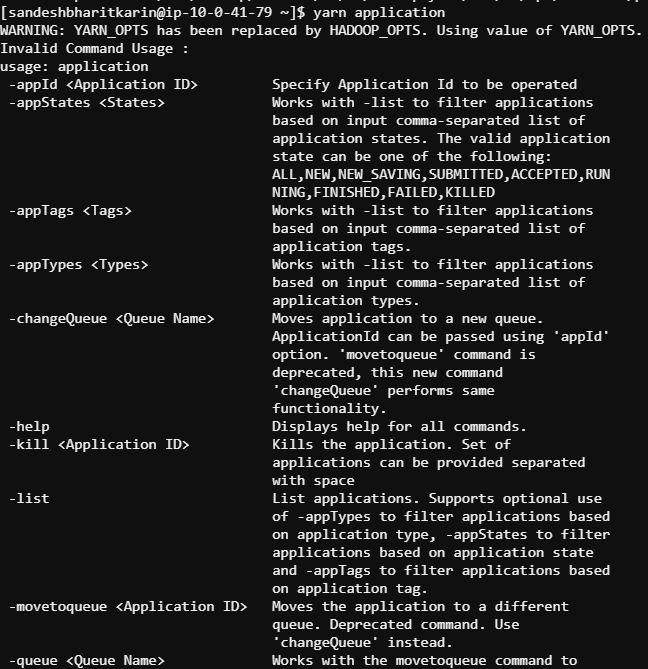 [sandeshbharitkarin@ip-10-0-41-79 ~]$ yarn application
WARNING: YARN_OPTS has been replaced by HADOOP_OPTS. Using value of YARN_OPTS.
Invalid Command Usage :
usage: application
 -appId <Application ID>         Specify Application Id to be operated
 -appStates <States>             Works with -list to filter applications
                                 based on input comma-separated list of
                                 application states. The valid application
                                 state can be one of the following:
                                 ALL,NEW,NEW_SAVING,SUBMITTED,ACCEPTED,RUN
                                 NING,FINISHED,FAILED,KILLED
 -appTags <Tags>                 Works with -list to filter applications
                                 based on input comma-separated list of
                                 application tags.
 -appTypes <Types>               Works with -list to filter applications
                                 based on input comma-separated list of
                                 application types.
 -changeQueue <Queue Name>       Moves application to a new queue.
                                 ApplicationId can be passed using 'appId'
                                 option. 'movetoqueue' command is
                                 deprecated, this new command
                                 'changeQueue' performs same
                                 functionality.
 -help                           Displays help for all commands.
 -kill <Application ID>          Kills the application. Set of
                                 applications can be provided separated
                                 with space
 -list                           List applications. Supports optional use
                                 of -appTypes to filter applications based
                                 on application type, -appStates to filter
                                 applications based on application state
                                 and -appTags to filter applications based
                                 on application tag.
 -movetoqueue <Application ID>   Moves the application to a different
                                 queue. Deprecated command. Use
                                 'changeQueue' instead.
 -queue <Queue Name>             Works with the movetoqueue command to